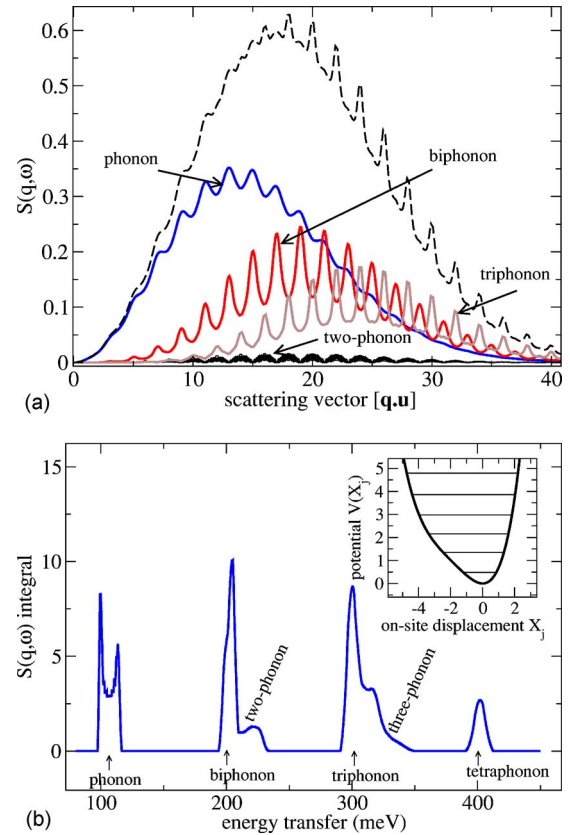 0.6
0.5
0.4
0.3
0.2
0.1
0
S(q,ω)
phonon
biphonon
triphonon
two-phonon
0 10 20 30 40
scattering vector [q.u]
(a)
15
10
5
0
S(q,ω) integral
5
4
3
2
1
0
potential V(X_j)
-4 -2 0 2
on-site displacement X_j
two-phonon
three-phonon
phonon
biphonon
triphonon
tetraphonon
100 200 300 400
energy transfer (meV)
(b)